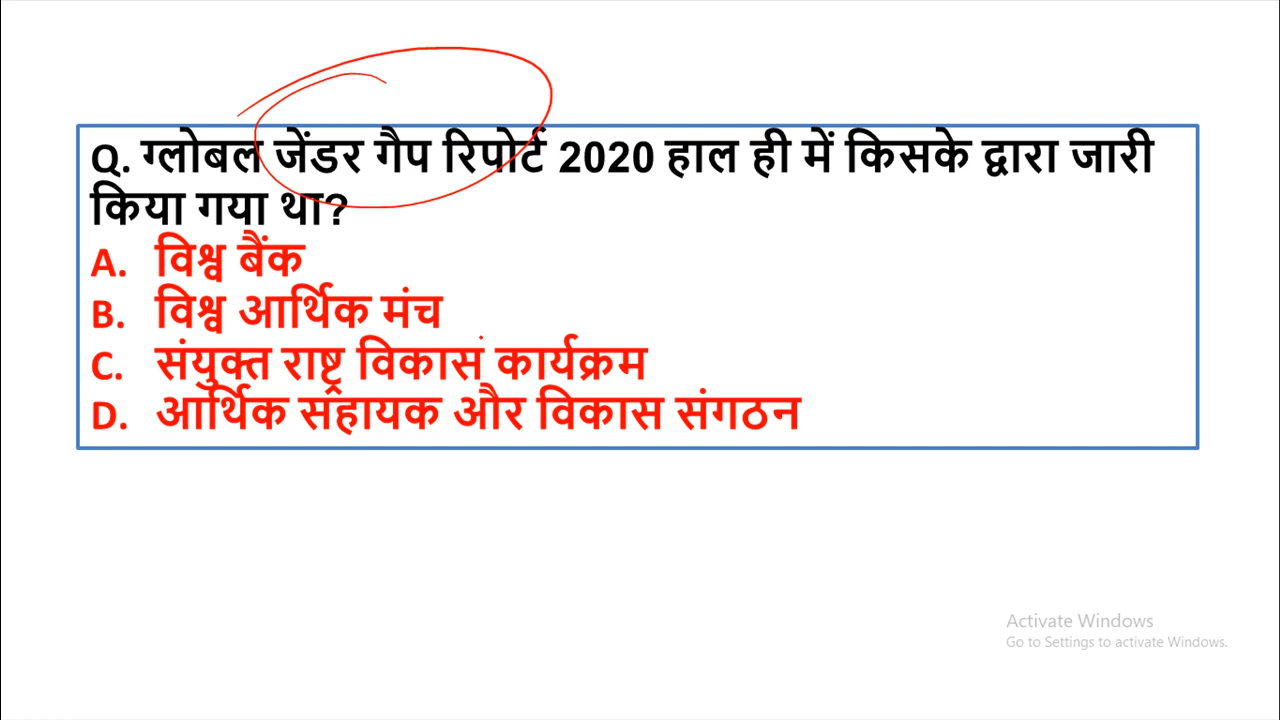 Q. ग्लोबल जेंडर गैप रिपोर्ट 2020 हाल ही में किसके द्वारा जारी
किया गया था?
A. विश्व बैंक
B. विश्व आर्थिक मंच
C. संयुक्त राष्ट्र विकास कार्यक्रम
D. आर्थिक सहायक और विकास संगठन
Activate Windows
Go to Settings to activate Windows.